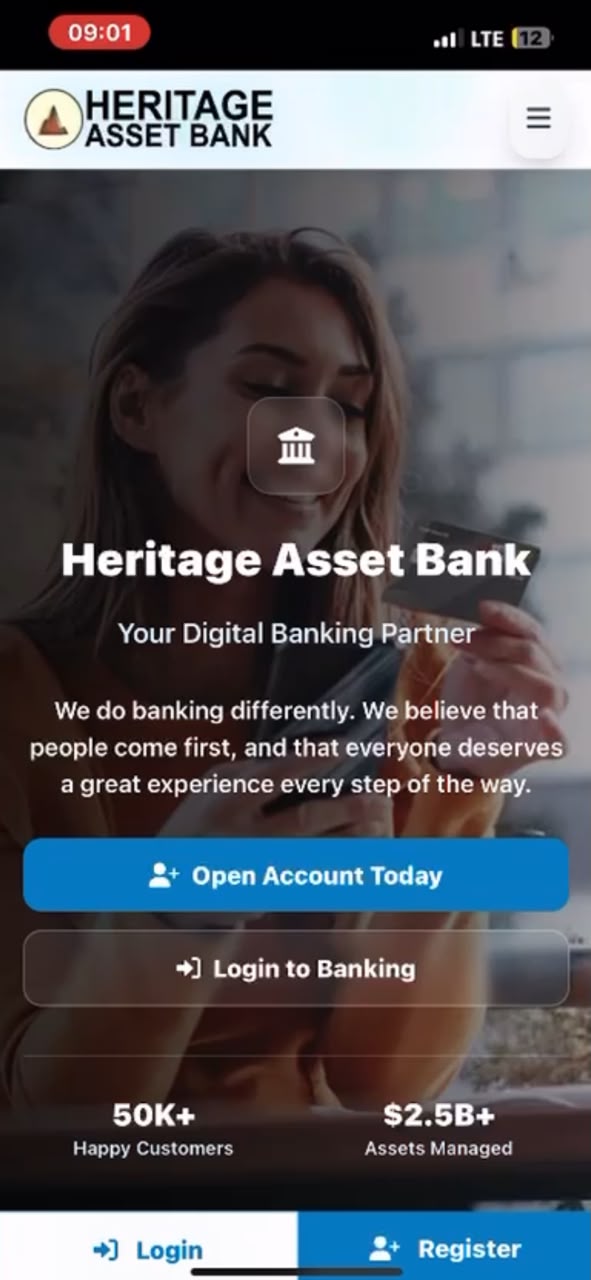 09:01
LTE 12
HERITAGE
ASSET BANK
Heritage Asset Bank
Your Digital Banking Partner
We do banking differently. We believe that
people come first, and that everyone deserves
a great experience every step of the way.
Open Account Today
Login to Banking
50K+ $2.5B+
Happy Customers Assets Managed
Login Register